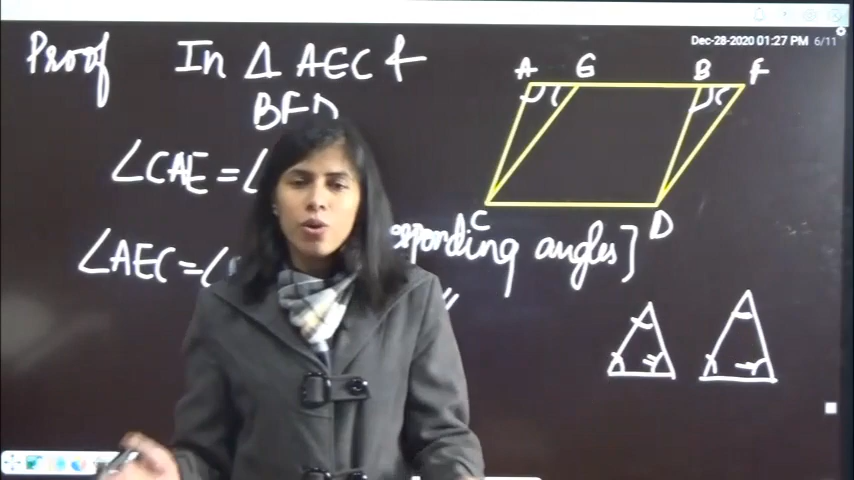 Dec-28-2020 01:27 PM 6/11
Proof In Δ AEC &
BFD
∠CAE = ∠
∠AEC = ∠
sponding angles]
A E B F
C D